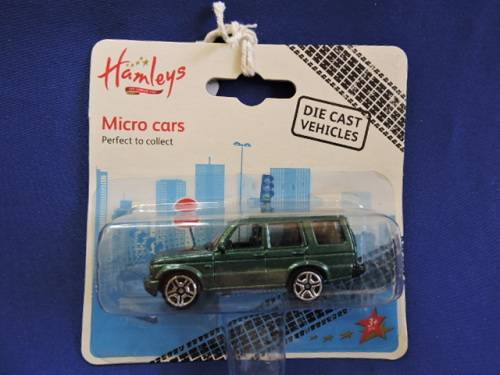 Hamleys
Micro cars
Perfect to collect
DIE CAST
VEHICLES
3+